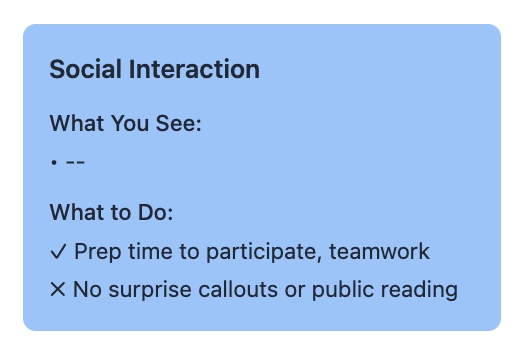 Social Interaction
What You See:
• --
What to Do:
✓ Prep time to participate, teamwork
✕ No surprise callouts or public reading